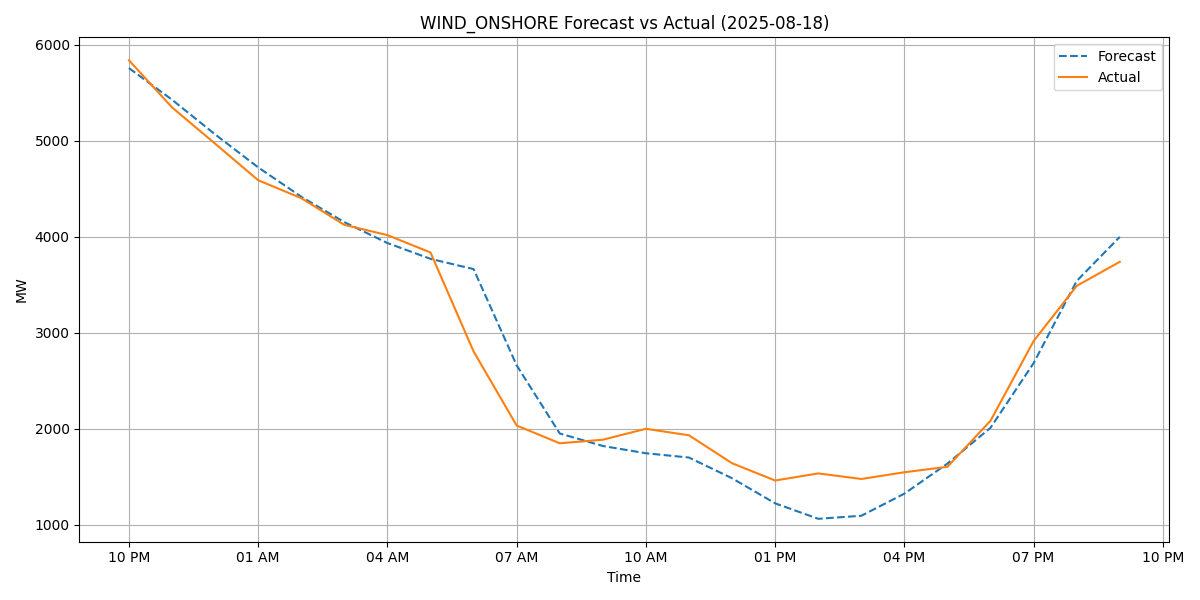 WIND_ONSHORE Forecast vs Actual (2025-08-18)
Forecast
Actual
6000
5000
4000
3000
2000
1000
MW
10 PM
01 AM
04 AM
07 AM
10 AM
01 PM
04 PM
07 PM
10 PM
Time